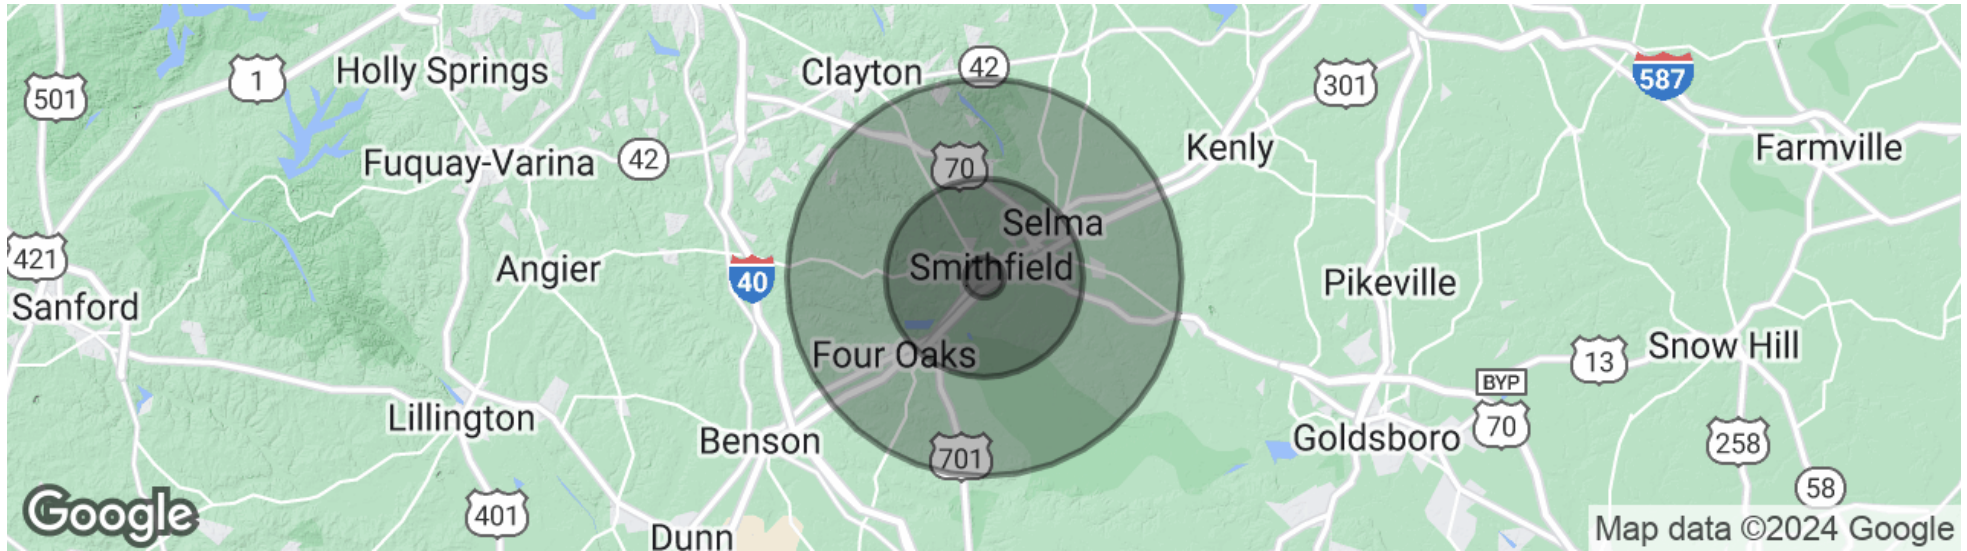 Clayton
42
1
Holly Springs
501
301
587
Kenly
Farmville
Fuquay-Varina
42
70
Selma
421
Angier
Smithfield
40
Pikeville
Sanford
Four Oaks
Snow Hill
13
BYP
70
Lillington
Benson
Goldsboro
258
701
58
Google
401
Dunn
Map data ©2024 Google